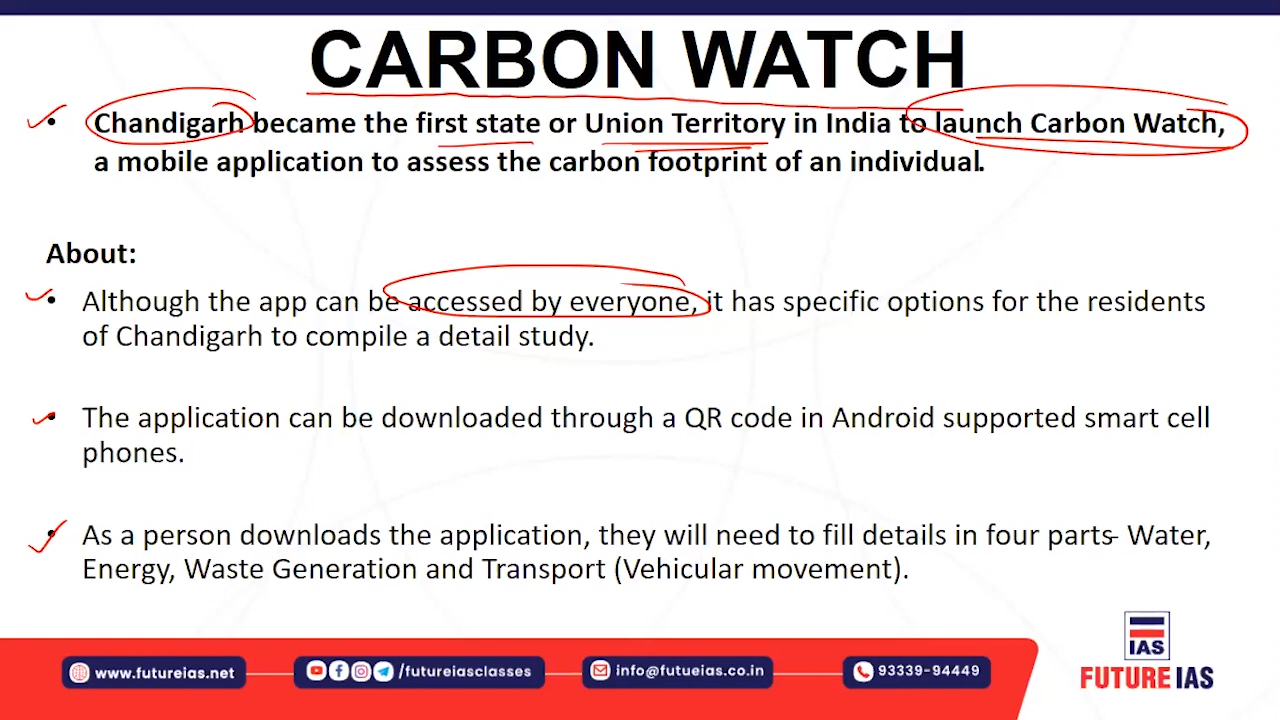 CARBON WATCH
• Chandigarh became the first state or Union Territory in India to launch Carbon Watch,
a mobile application to assess the carbon footprint of an individual.
About:
• Although the app can be accessed by everyone, it has specific options for the residents
of Chandigarh to compile a detail study.
• The application can be downloaded through a QR code in Android supported smart cell
phones.
• As a person downloads the application, they will need to fill details in four parts- Water,
Energy, Waste Generation and Transport (Vehicular movement).
IAS
FUTURE IAS
www.futureias.net
/futureiasclasses
info@futueias.co.in
93339-94449